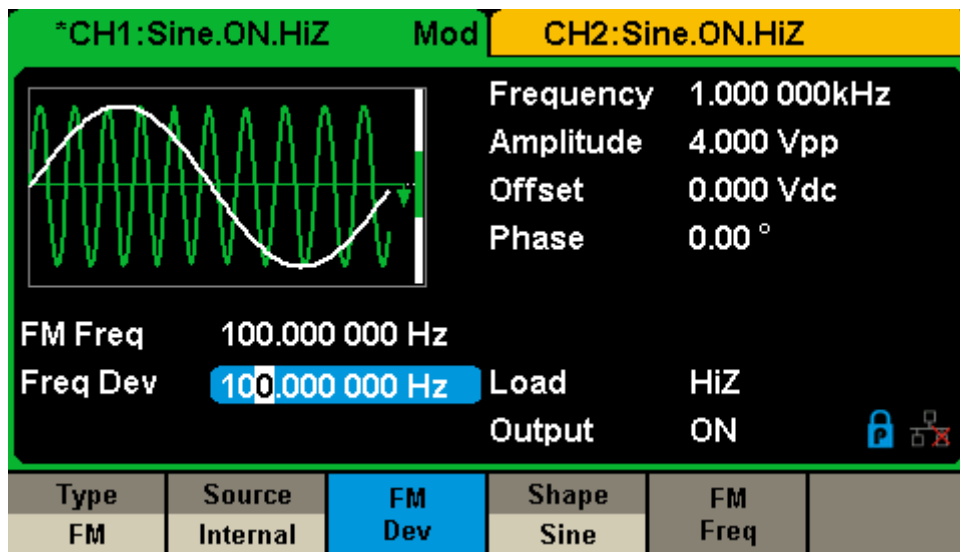 *CH1:Sine.ON.HiZ Mod CH2:Sine.ON.HiZ
Frequency 1.000 000kHz
Amplitude 4.000 Vpp
Offset 0.000 Vdc
Phase 0.00 °
FM Freq 100.000 000 Hz
Freq Dev 100.000 000 Hz Load HiZ
Output ON P
Type Source FM Shape FM
FM Internal Dev Sine Freq